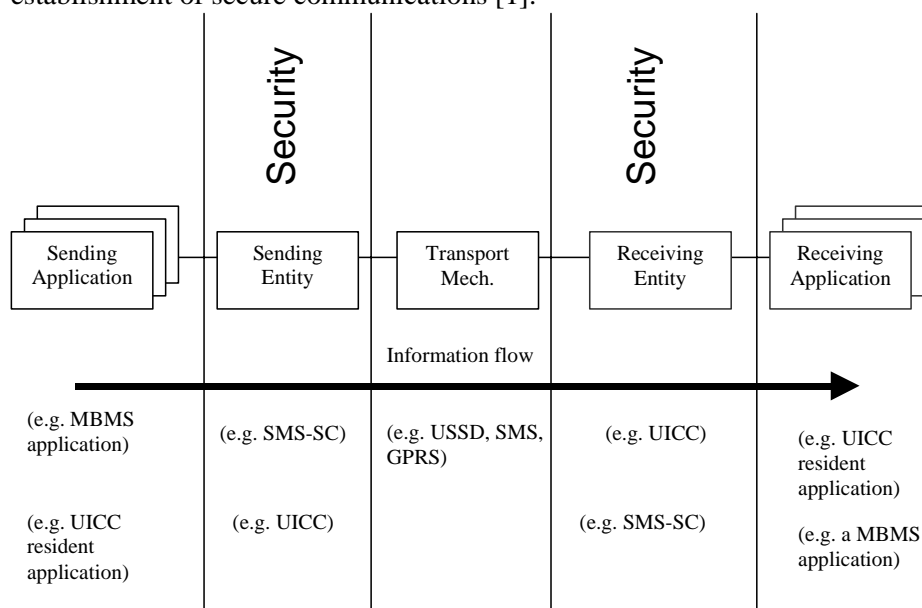 establishment of secure communications [1].
Security
Security
Sending
Application
Sending
Entity
Transport
Mech.
Receiving
Entity
Receiving
Application
Information flow
(e.g. MBMS
application)
(e.g. SMS-SC)
(e.g. USSD, SMS,
GPRS)
(e.g. UICC)
(e.g. UICC
resident
application)
(e.g. UICC
resident
application)
(e.g. UICC)
(e.g. SMS-SC)
(e.g. a MBMS
application)